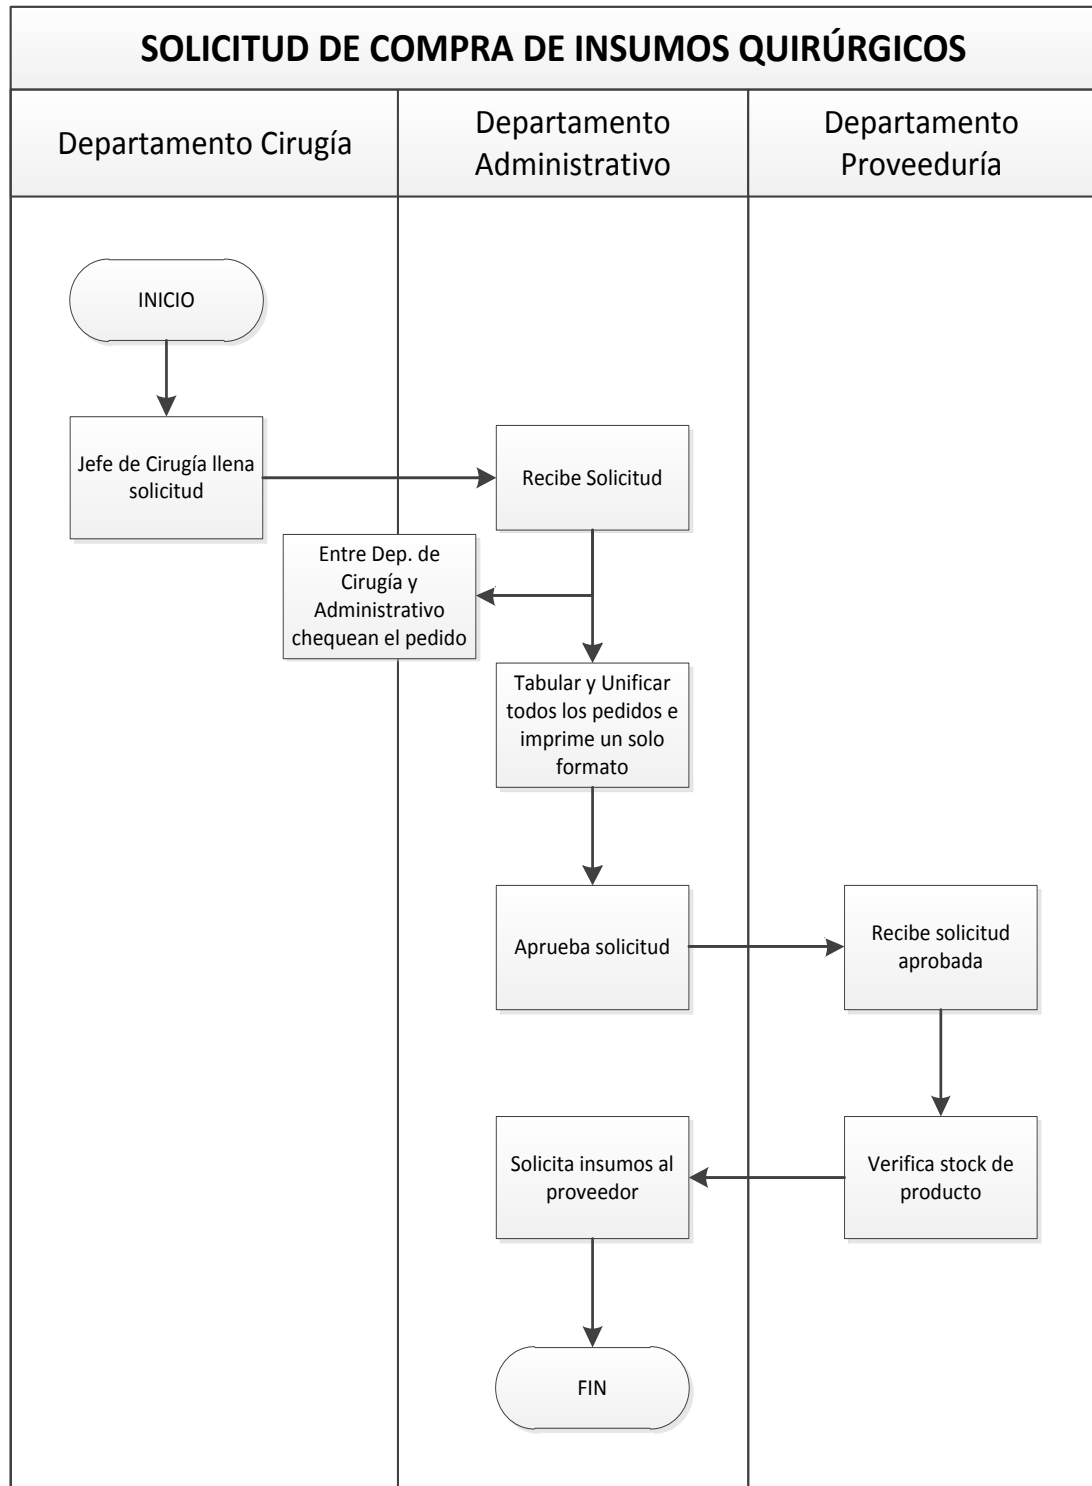 SOLICITUD DE COMPRA DE INSUMOS QUIRÚRGICOS
Departamento Cirugía
Departamento
Administrativo
Departamento
Proveeduría
INICIO
Jefe de Cirugía llena
solicitud
Recibe Solicitud
Entre Dep. de
Cirugía y
Administrativo
chequean el pedido
Tabular y Unificar
todos los pedidos e
imprime un solo
formato
Aprueba solicitud
Recibe solicitud
aprobada
Verifica stock de
producto
Solicita insumos al
proveedor
FIN